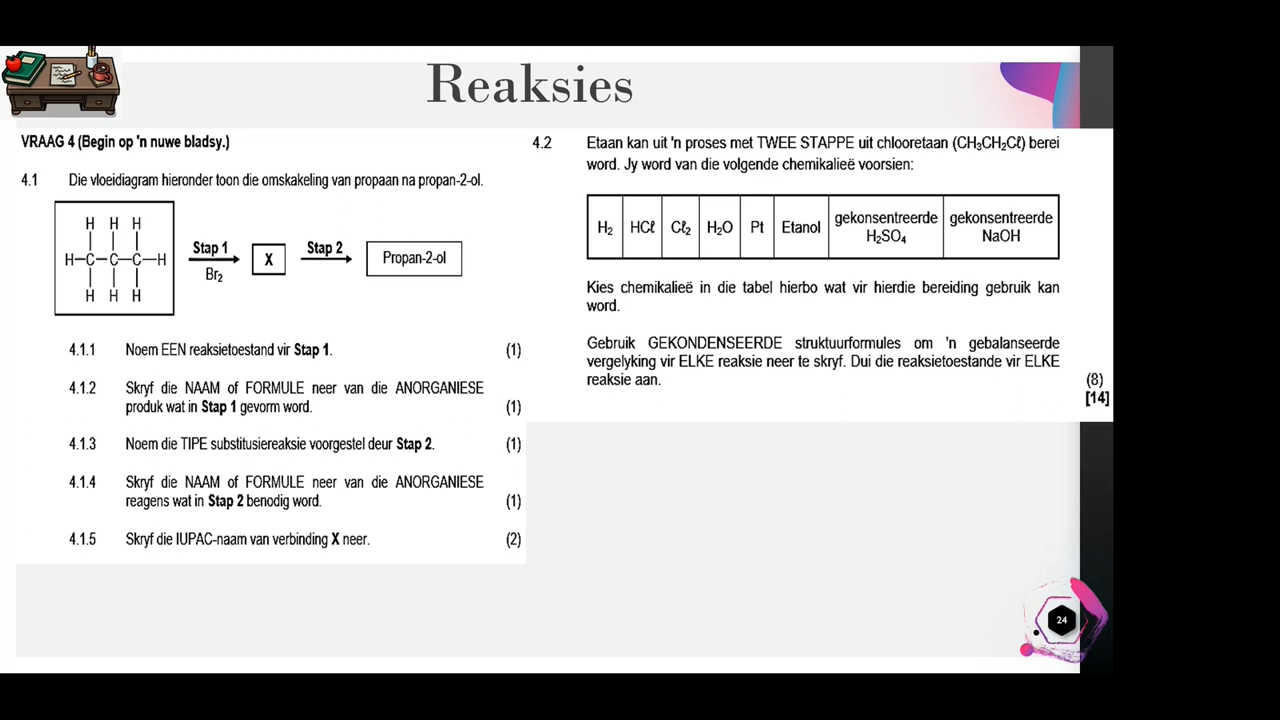 Reaksies
VRAAG 4 (Begin op 'n nuwe bladsy.)
4.1 Die vloeidiagram hieronder toon die omskakeling van propaan na propan-2-ol.
H H H
H–C–C–C–H
H H H
Stap 1
Br₂
X
Stap 2
Propan-2-ol
4.1.1 Noem EEN reaksietoestand vir Stap 1. (1)
4.1.2 Skryf die NAAM of FORMULE neer van die ANORGANIESE
produk wat in Stap 1 gevorm word. (1)
4.1.3 Noem die TIPE substitusiereaksie voorgestel deur Stap 2. (1)
4.1.4 Skryf die NAAM of FORMULE neer van die ANORGANIESE
reagens wat in Stap 2 benodig word. (1)
4.1.5 Skryf die IUPAC-naam van verbinding X neer. (2)
4.2 Etaan kan uit 'n proses met TWEE STAPPE uit chlooretaan (CH₃CH₂Cℓ) berei
word. Jy word van die volgende chemikalieë voorsien:
H₂ HCℓ Cℓ₂ H₂O Pt Etanol gekonsentreerde H₂SO₄ gekonsentreerde NaOH
Kies chemikalieë in die tabel hierbo wat vir hierdie bereiding gebruik kan
word.
Gebruik GEKONDENSEERDE struktuurformules om 'n gebalanseerde
vergelyking vir ELKE reaksie neer te skryf. Dui die reaksietoestande vir ELKE
reaksie aan. (8)
[14]
24